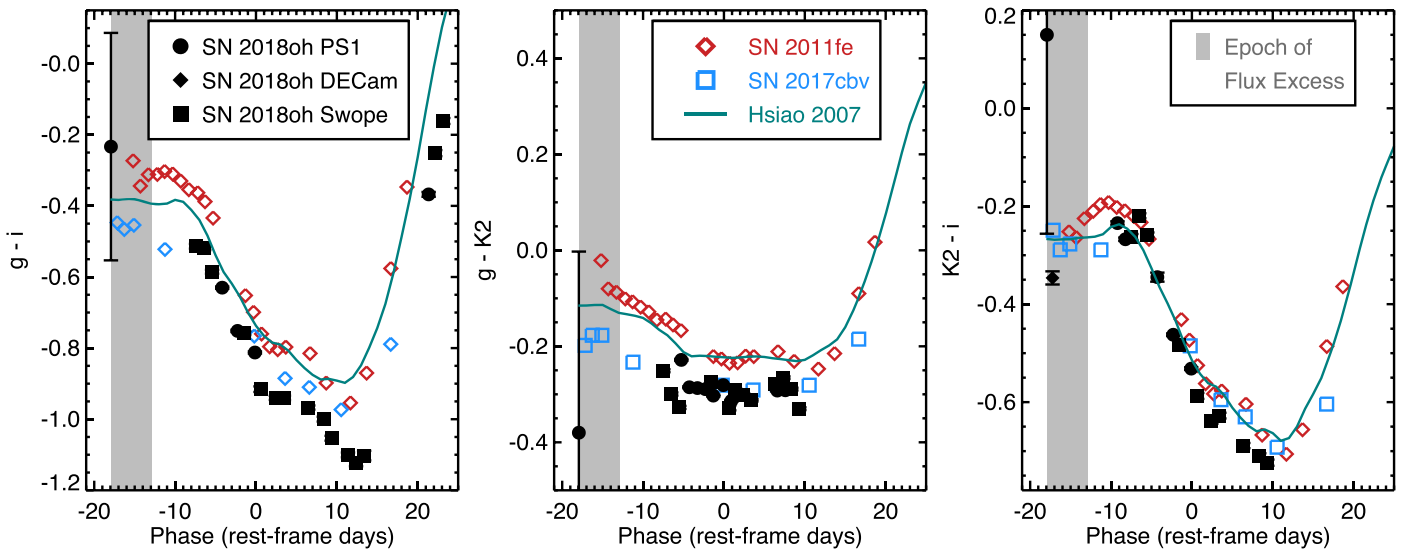 SN 2018oh PS1
SN 2018oh DECam
SN 2018oh Swope
g - i
-0.0
-0.2
-0.4
-0.6
-0.8
-1.0
-1.2
-20
-10
0
10
20
Phase (rest-frame days)
SN 2011fe
SN 2017cbv
Hsiao 2007
g - K2
0.4
0.2
0.0
-0.2
-0.4
-20
-10
0
10
20
Phase (rest-frame days)
Epoch of
Flux Excess
K2 - i
0.2
0.0
-0.2
-0.4
-0.6
-20
-10
0
10
20
Phase (rest-frame days)